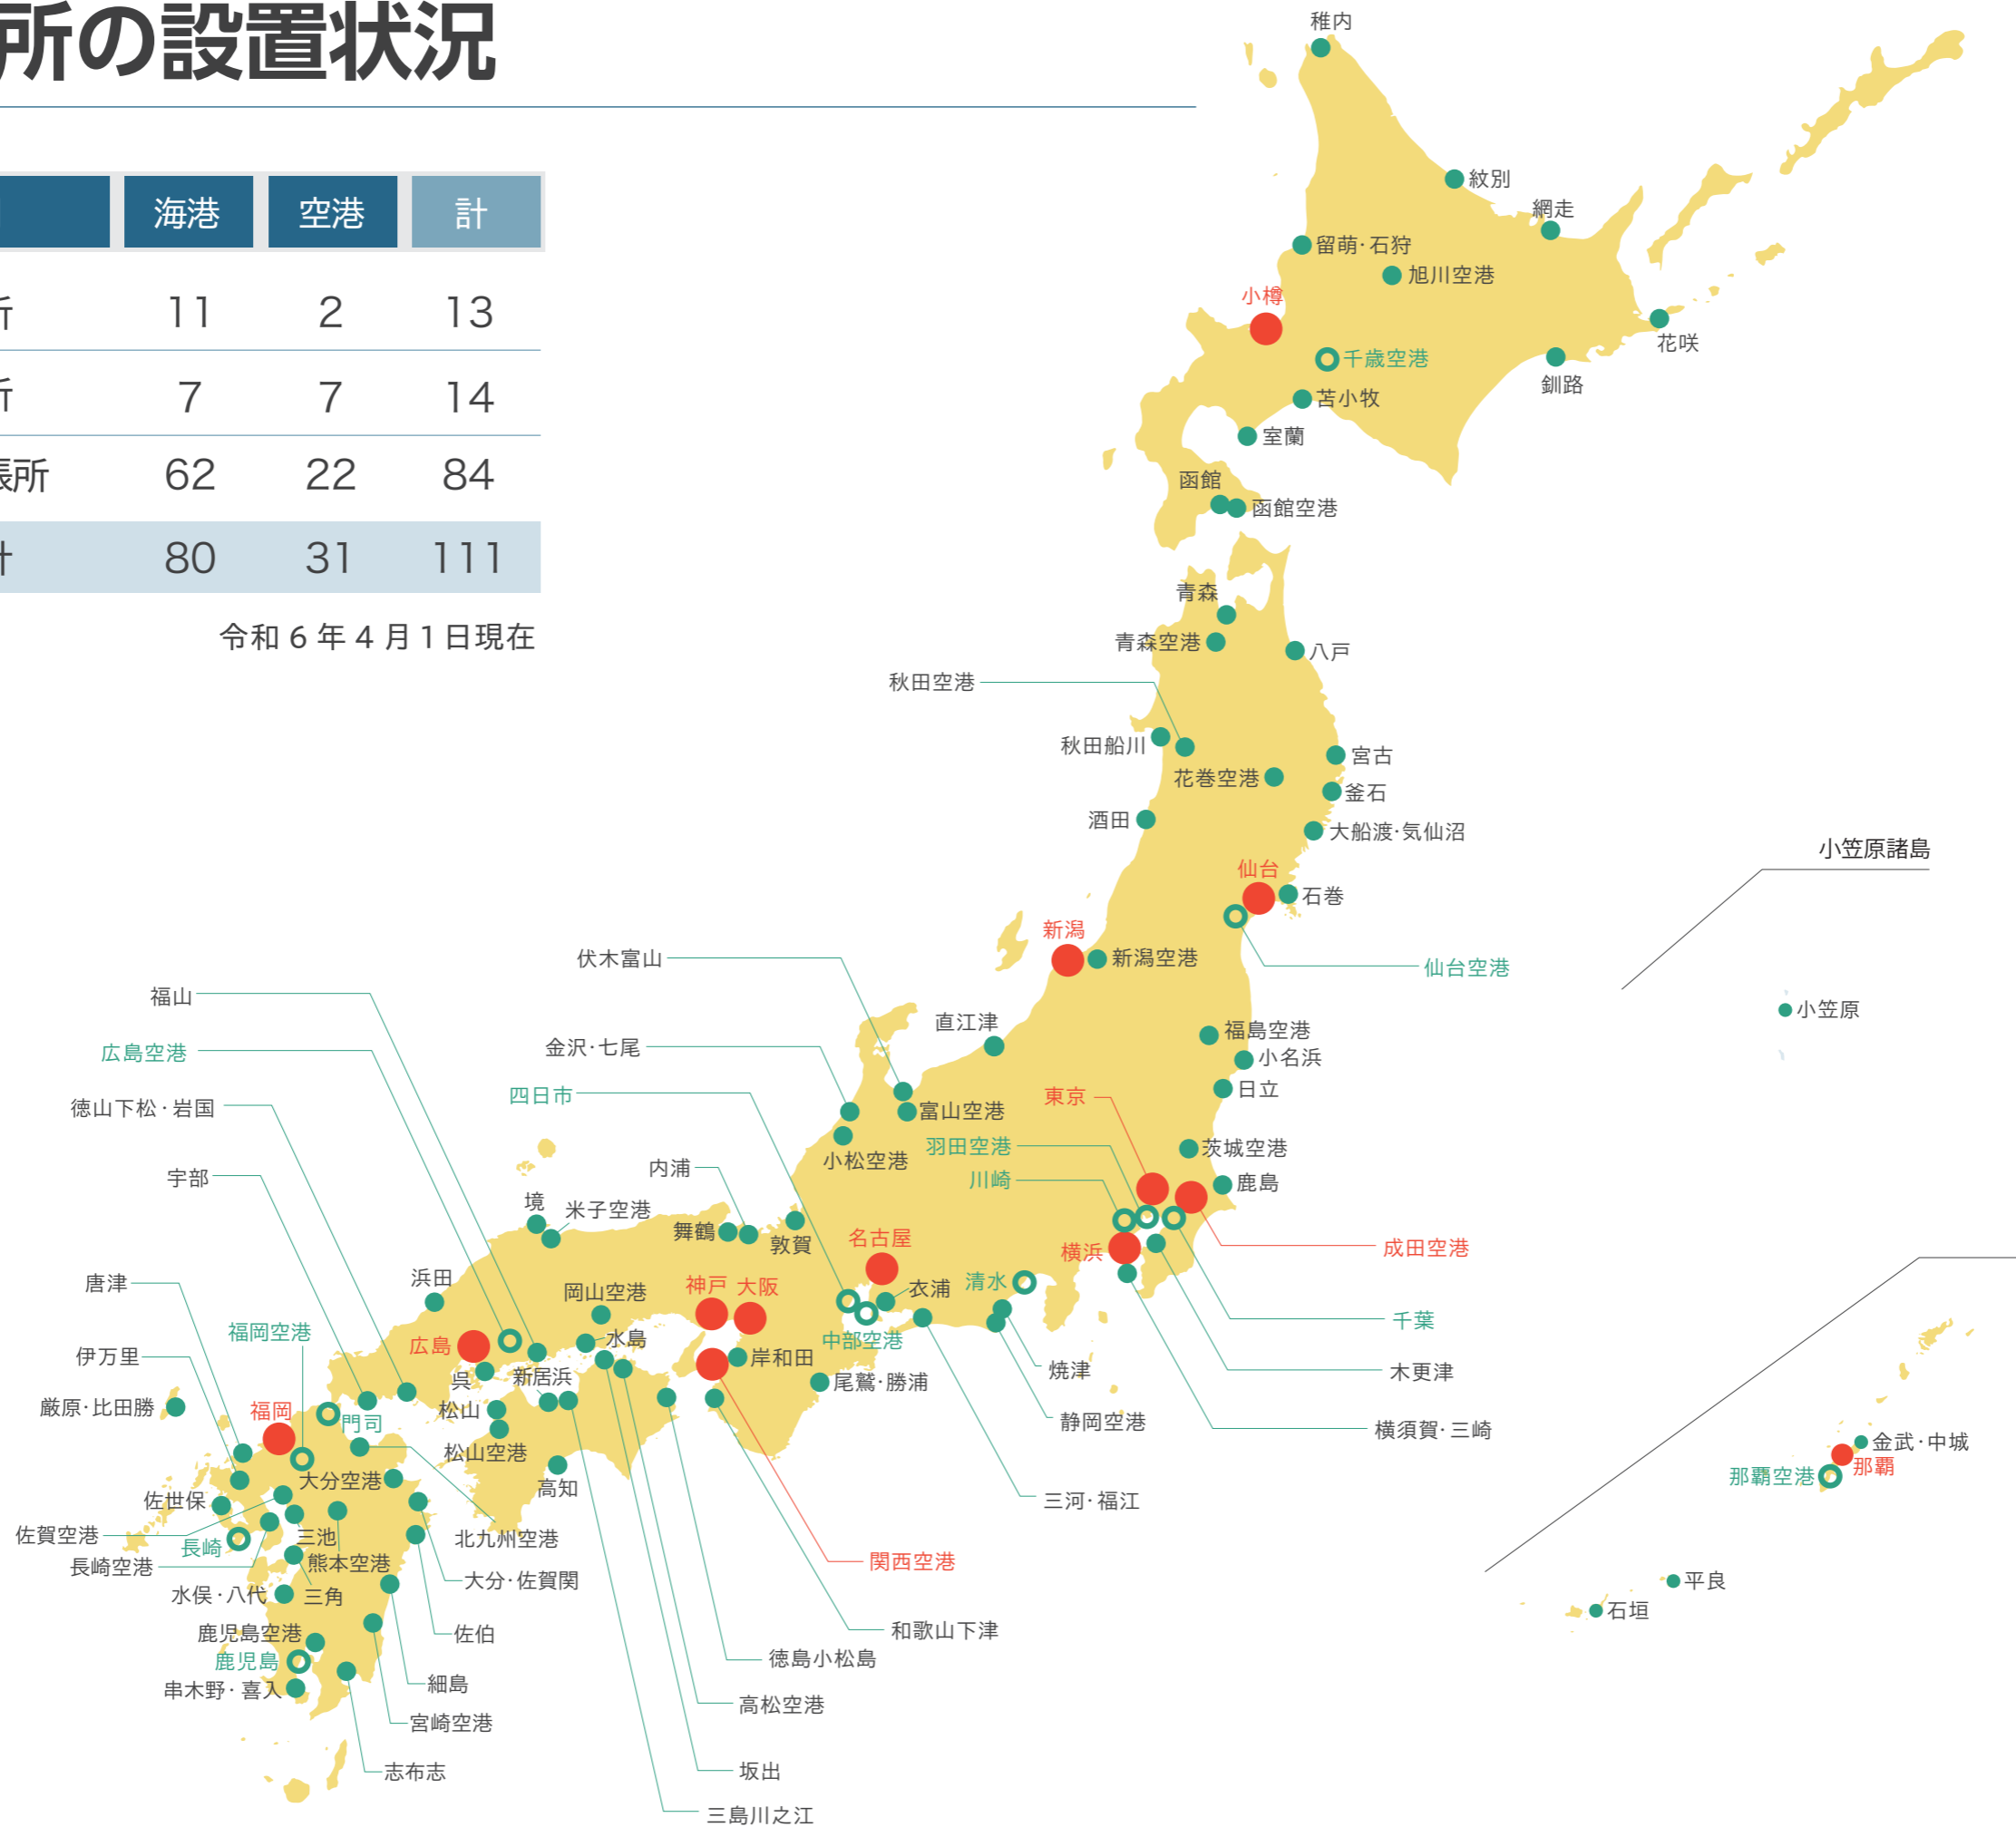 所の設置状況
海港 空港 計
所 11 2 13
所 7 7 14
張所 62 22 84
計 80 31 111
令和6年4月1日現在
稚内
紋別
網走
留萌・石狩
旭川空港
小樽
花咲
千歳空港
釧路
苫小牧
室蘭
函館
函館空港
青森
青森空港
八戸
秋田空港
秋田船川
宮古
花巻空港
釜石
酒田
大船渡・気仙沼
小笠原諸島
仙台
石巻
新潟
新潟空港
仙台空港
伏木富山
福山
小笠原
直江津
福島空港
金沢・七尾
広島空港
小名浜
四日市
東京
日立
徳山下松・岩国
富山空港
羽田空港
茨城空港
小松空港
内浦
宇部
川崎
鹿島
境
米子空港
舞鶴
敦賀
名古屋
横浜
成田空港
唐津
浜田
岡山空港
神戸
大阪
衣浦
清水
福岡空港
広島
水島
中部空港
千葉
伊万里
岸和田
焼津
木更津
呉
新居浜
尾鷲・勝浦
厳原・比田勝
福岡
門司
松山
静岡空港
横須賀・三崎
松山空港
金武・中城
那覇
那覇空港
大分空港
高知
佐世保
三河・福江
佐賀空港
長崎
三池
北九州空港
長崎空港
熊本空港
関西空港
大分・佐賀関
平良
水俣・八代
三角
石垣
鹿児島空港
佐伯
和歌山下津
鹿児島
徳島小松島
串木野・喜入
細島
高松空港
宮崎空港
志布志
坂出
三島川之江